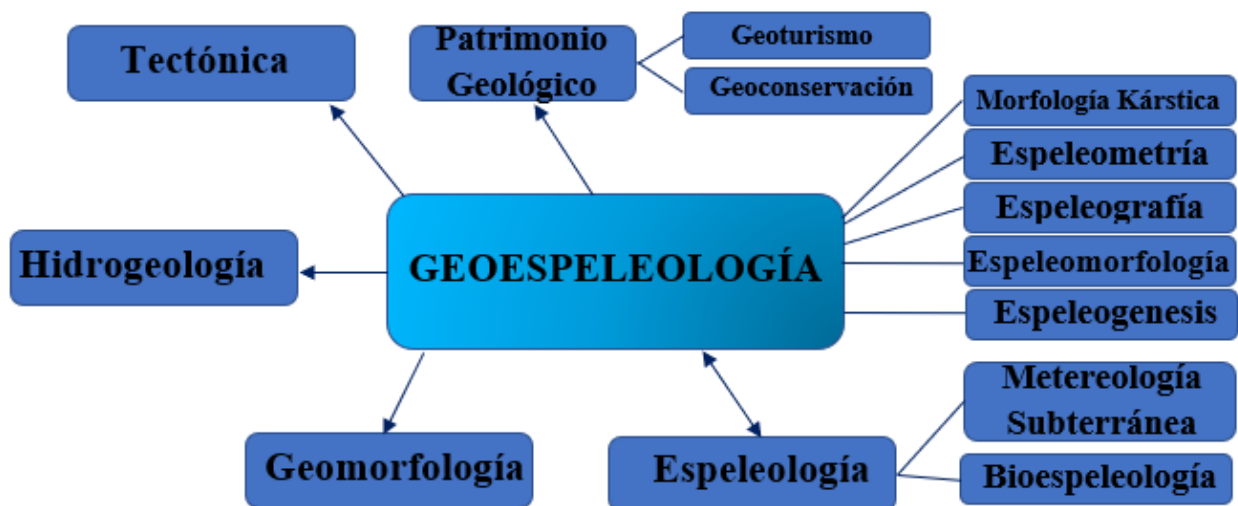 Tectónica
Patrimonio
Geológico
Geoturismo
Geoconservación
Morfología Kárstica
Espeleometría
Espeleografía
Espeleomorfología
Espeleogenesis
GEOESPELEOLOGÍA
Hidrogeología
Geomorfología
Espeleología
Metereología
Subterránea
Bioespeleología